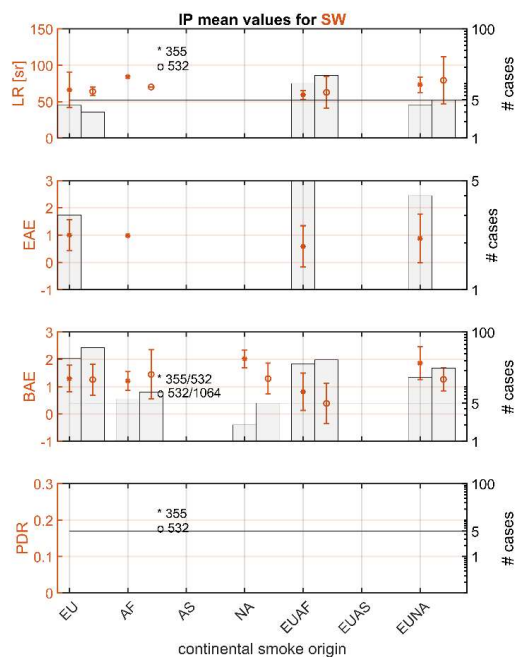 IP mean values for SW
150
100
50
0
LR [sr]
* 355
o 532
100
5
1
# cases
3
2
1
0
-1
EAE
5
1
# cases
3
2
1
0
-1
BAE
* 355/532
o 532/1064
100
5
1
# cases
0.3
0.2
0.1
0
PDR
* 355
o 532
100
5
1
# cases
EU
AF
AS
NA
EUAF
EUAS
EUNA
continental smoke origin